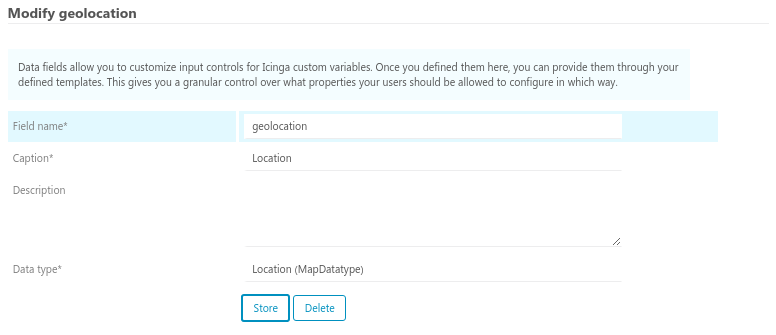 Modify geolocation
Data fields allow you to customize input controls for Icinga custom variables. Once you defined them here, you can provide them through your
defined templates. This gives you a granular control over what properties your users should be allowed to configure in which way.
Field name* geolocation
Caption* Location
Description
Data type* Location (MapDatatype)
Store Delete